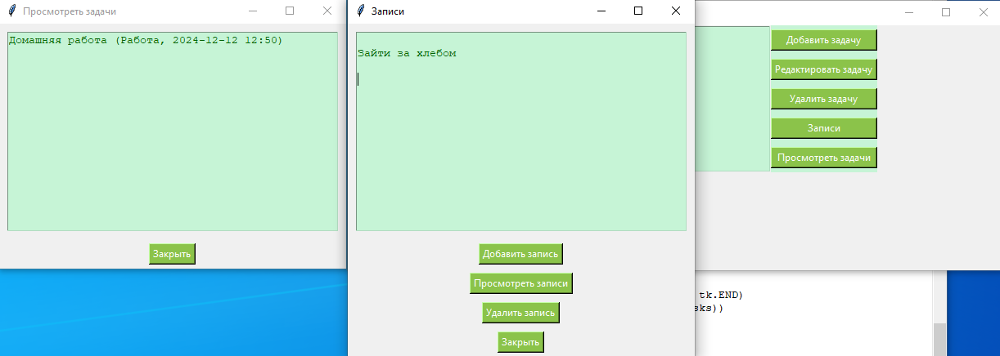 Просмотреть задачи
Домашняя работа (Работа, 2024-12-12 12:50)
Закрыть
Записи
Зайти за хлебом
Добавить запись
Просмотреть записи
Удалить запись
Закрыть
Добавить задачу
Редактировать задачу
Удалить задачу
Записи
Просмотреть задачи
tk.END)
sks))